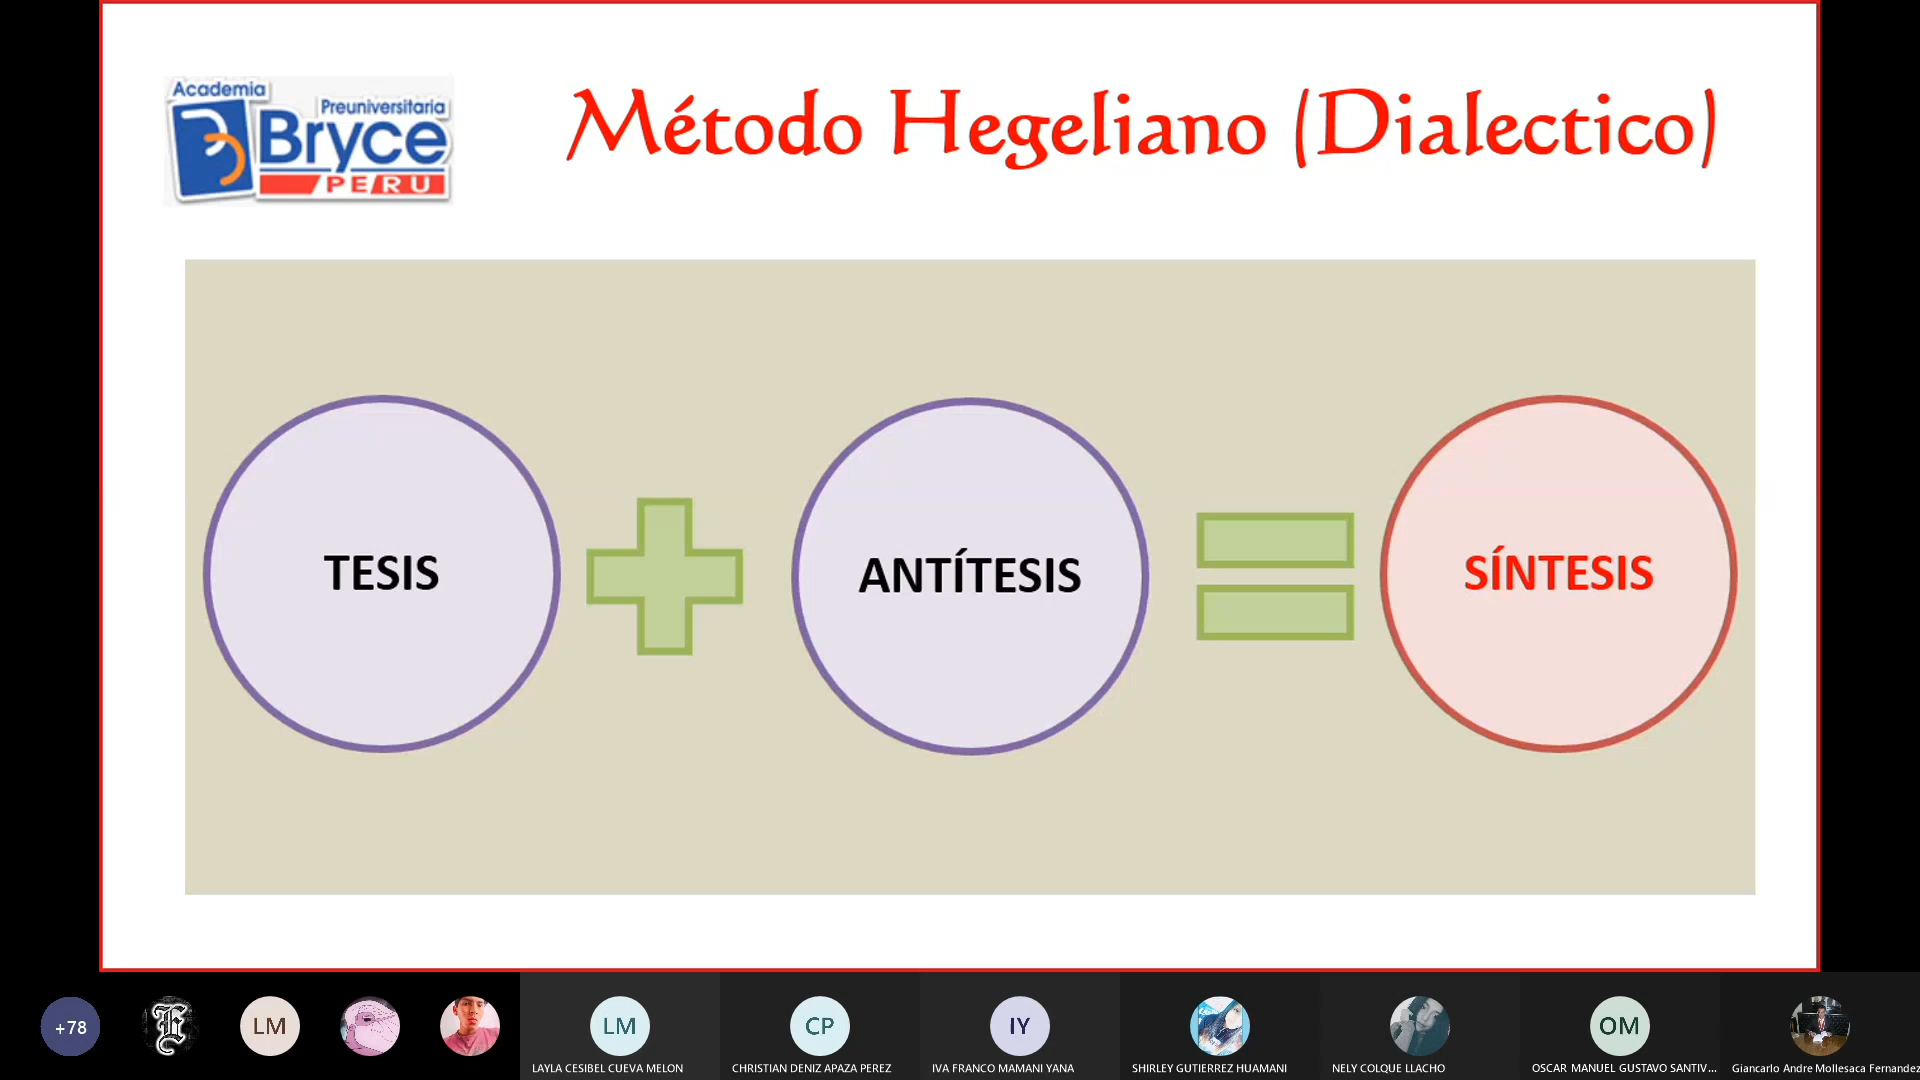 Academia
Preuniversitaria
Bryce
PERU
Método Hegeliano (Dialectico)
TESIS
ANTÍTESIS
SÍNTESIS
+78
LM
LM
CP
IY
OM
LAYLA CESIBEL CUEVA MELON
CHRISTIAN DENIZ APAZA PEREZ
IVA FRANCO MAMANI YANA
SHIRLEY GUTIERREZ HUAMANI
NELY COLQUE LLACHO
OSCAR MANUEL GUSTAVO SANTIV...
Giancarlo Andre Mollesaca Fernandez